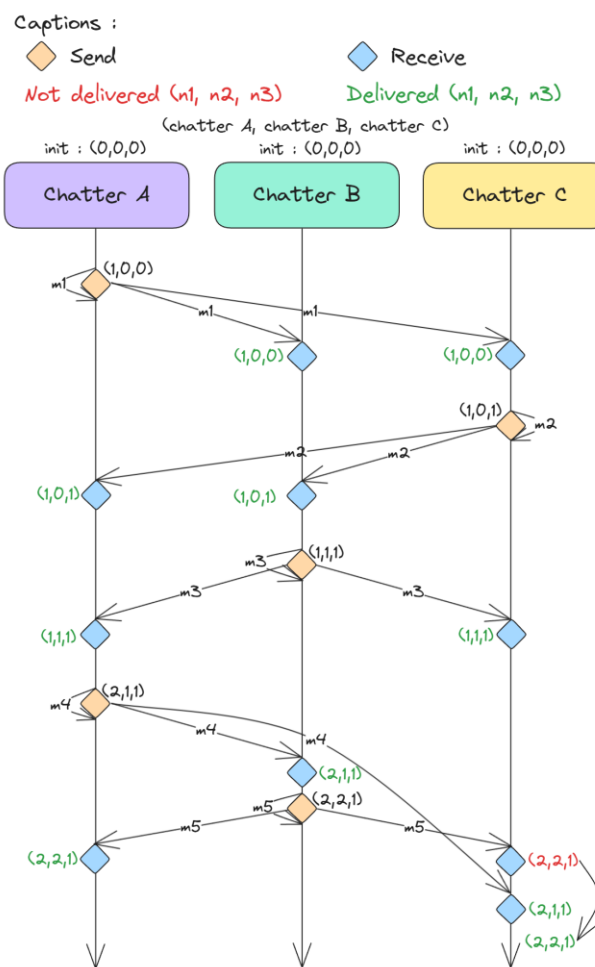 Captions :
Send
Receive
Not delivered (n1, n2, n3)
Delivered (n1, n2, n3)
(chatter A, chatter B, chatter C)
init : (0,0,0)
init : (0,0,0)
init : (0,0,0)
Chatter A
Chatter B
Chatter C
(1,0,0)
m1
m1
m1
(1,0,0)
(1,0,0)
(1,0,1)
m2
m2
m2
(1,0,1)
(1,0,1)
m3
(1,1,1)
m3
m3
(1,1,1)
(1,1,1)
(2,1,1)
m4
m4
m4
(2,1,1)
m5
(2,2,1)
m5
m5
(2,2,1)
(2,2,1)
(2,1,1)
(2,2,1)